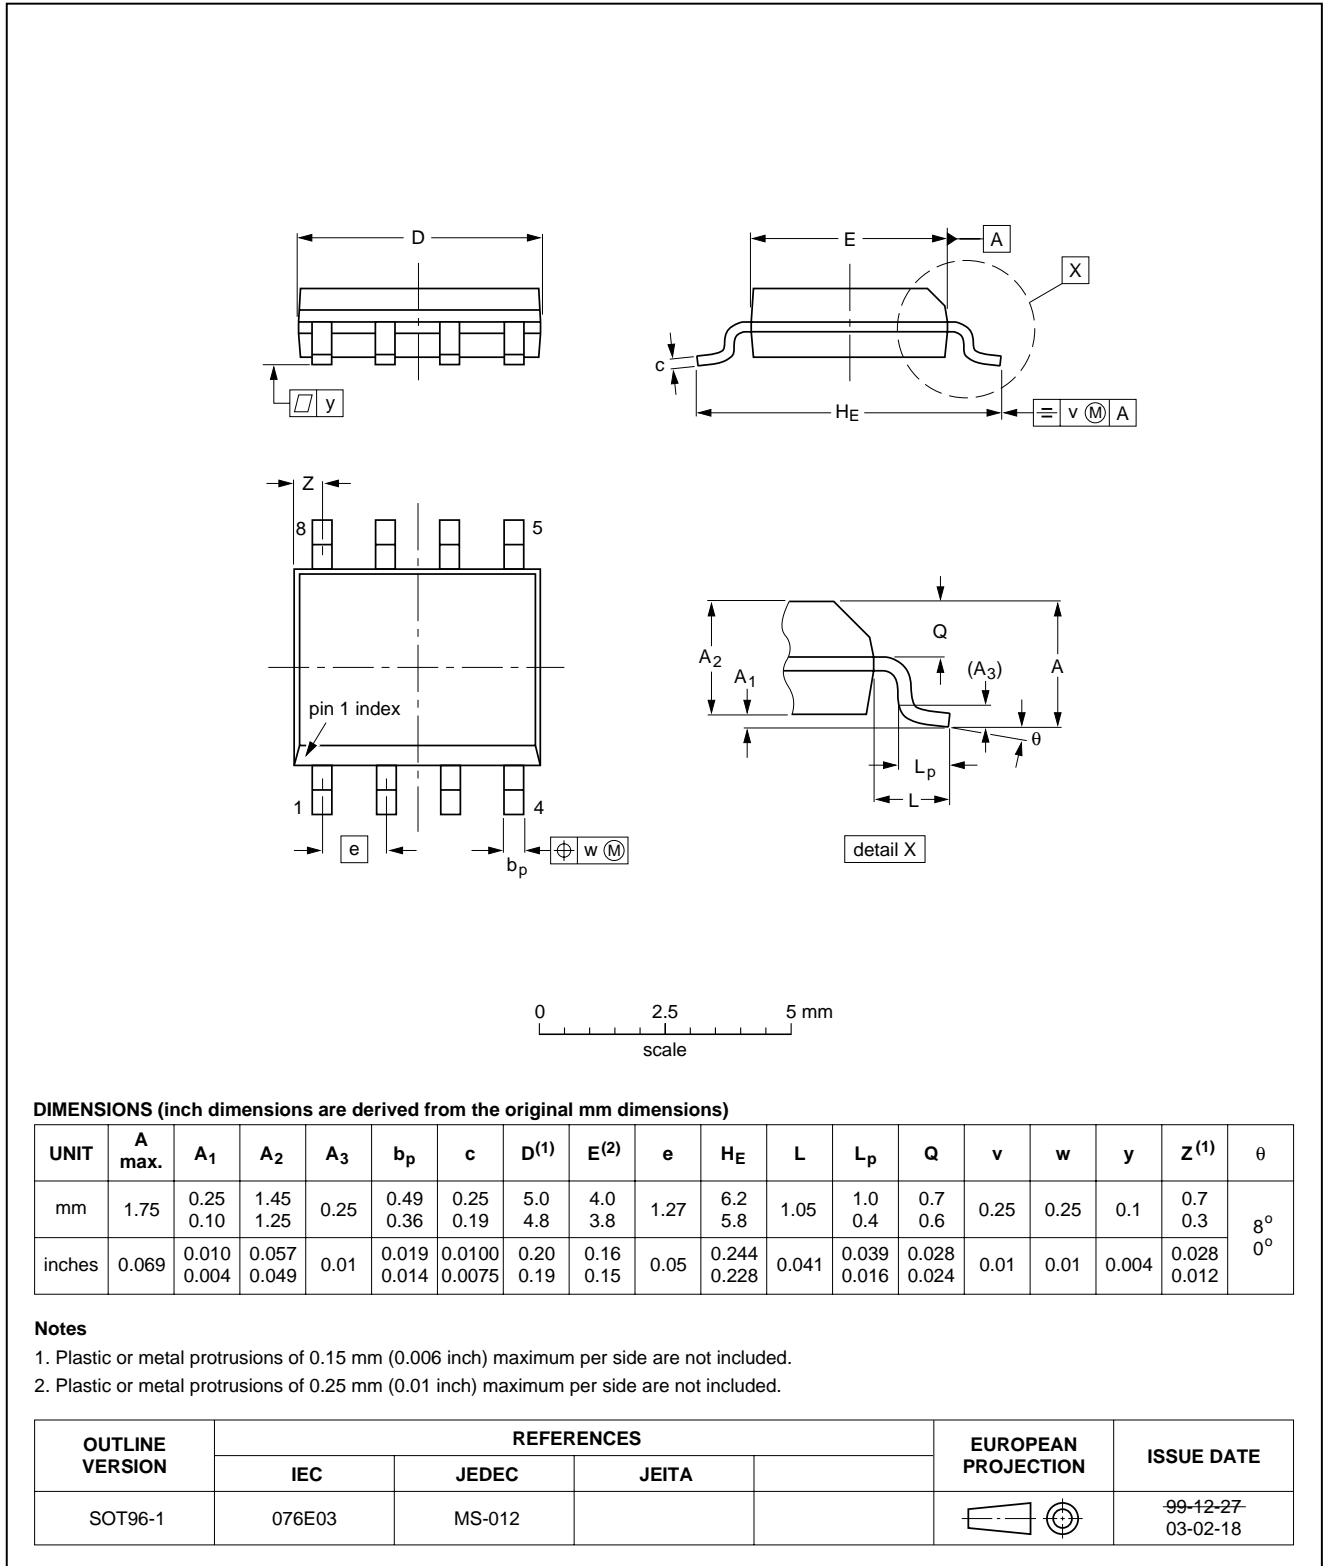 D
E
A
X
c
y
HE
v M A
Z
8
5
pin 1 index
1
4
e
bp
w M
A2
A1
Q
(A3)
A
θ
Lp
L
detail X
0 2.5 5 mm
scale
DIMENSIONS (inch dimensions are derived from the original mm dimensions)
UNIT A max. A1 A2 A3 bp c D(1) E(2) e HE L Lp Q v w y Z(1) θ
mm 1.75 0.25 0.10 1.45 1.25 0.25 0.49 0.36 0.25 0.19 5.0 4.8 4.0 3.8 1.27 6.2 5.8 1.05 1.0 0.4 0.7 0.6 0.25 0.25 0.1 0.7 0.3 8o 0o
inches 0.069 0.010 0.004 0.057 0.049 0.01 0.019 0.014 0.0100 0.0075 0.20 0.19 0.16 0.15 0.05 0.244 0.228 0.041 0.039 0.016 0.028 0.024 0.01 0.01 0.004 0.028 0.012
Notes
1. Plastic or metal protrusions of 0.15 mm (0.006 inch) maximum per side are not included.
2. Plastic or metal protrusions of 0.25 mm (0.01 inch) maximum per side are not included.
OUTLINE VERSION
REFERENCES
EUROPEAN PROJECTION
ISSUE DATE
IEC JEDEC JEITA
SOT96-1 076E03 MS-012
99-12-27
03-02-18